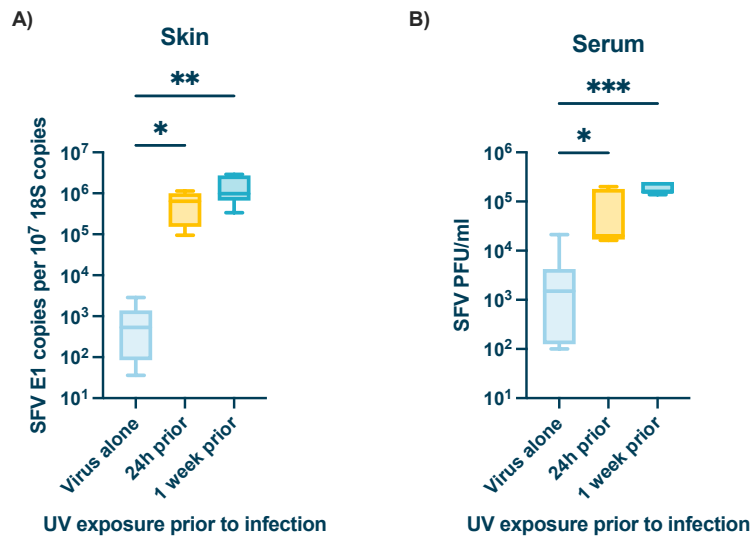 A)
Skin
**
*
SFV E1 copies per 10⁷ 18S copies
10⁷
10⁶
10⁵
10⁴
10³
10²
10¹
Virus alone
24h prior
1 week prior
UV exposure prior to infection
B)
Serum
***
*
SFV PFU/ml
10⁶
10⁵
10⁴
10³
10²
10¹
Virus alone
24h prior
1 week prior
UV exposure prior to infection